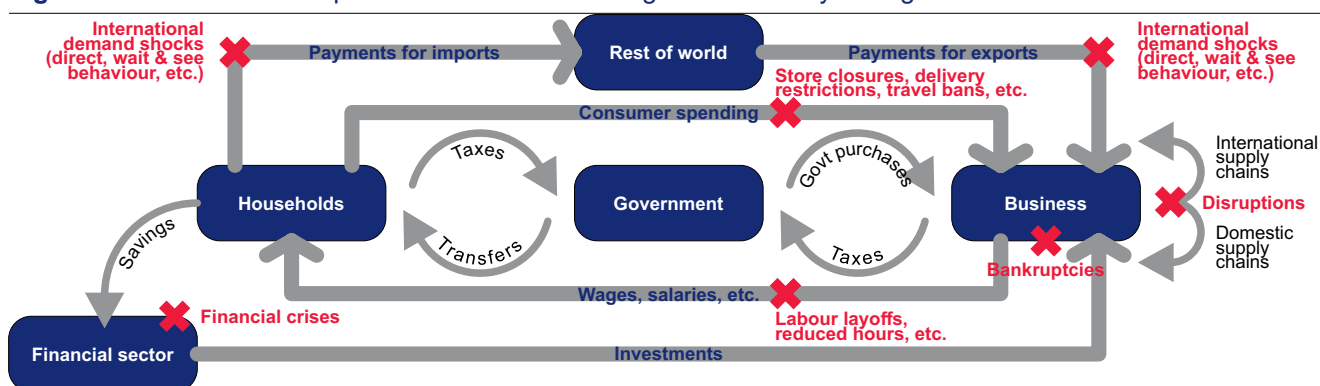 International
demand shocks
(direct, wait & see
behaviour, etc.)
Payments for imports
Rest of world
Payments for exports
International
demand shocks
(direct, wait & see
behaviour, etc.)
Store closures, delivery
restrictions, travel bans, etc.
Consumer spending
Taxes
Govt purchases
International
supply
chains
Households
Government
Business
Disruptions
Savings
Transfers
Taxes
Domestic
supply
chains
Bankruptcies
Wages, salaries, etc.
Financial crises
Labour layoffs,
reduced hours, etc.
Financial sector
Investments